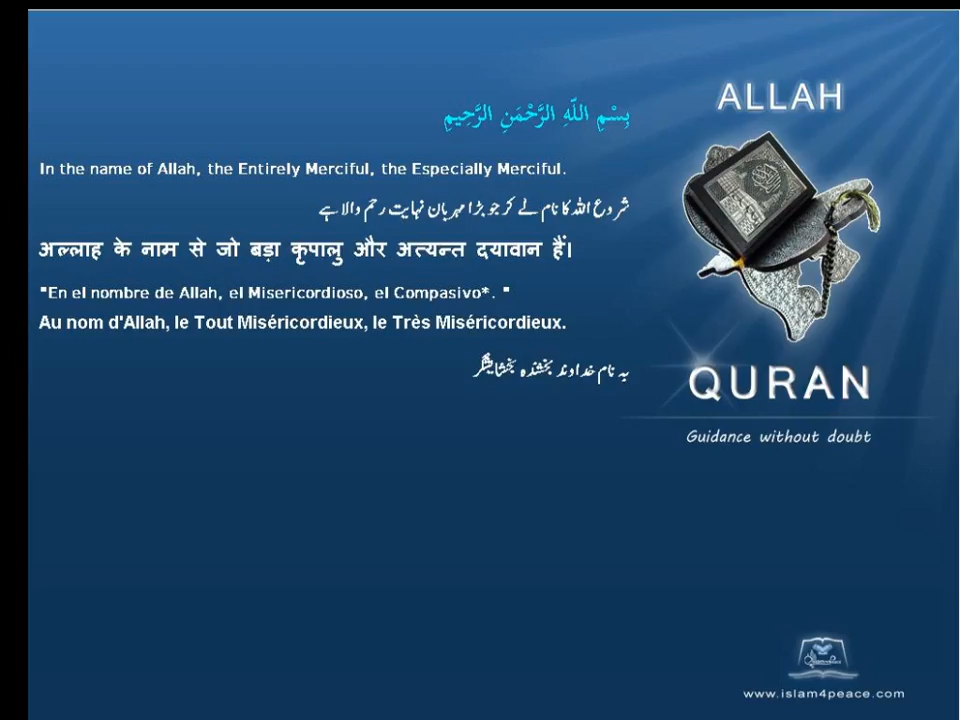 بِسْمِ اللَّهِ الرَّحْمَنِ الرَّحِيمِ
In the name of Allah, the Entirely Merciful, the Especially Merciful.
شروع الله کا نام لے کر جو بڑا مہربان نہایت رحم والا ہے
अल्लाह के नाम से जो बड़ा कृपालु और अत्यन्त दयावान हैं।
"En el nombre de Allah, el Misericordioso, el Compasivo*. "
Au nom d'Allah, le Tout Miséricordieux, le Très Miséricordieux.
به نام خداوند بخشنده بخشایشگر
ALLAH
QURAN
Guidance without doubt
www.islam4peace.com